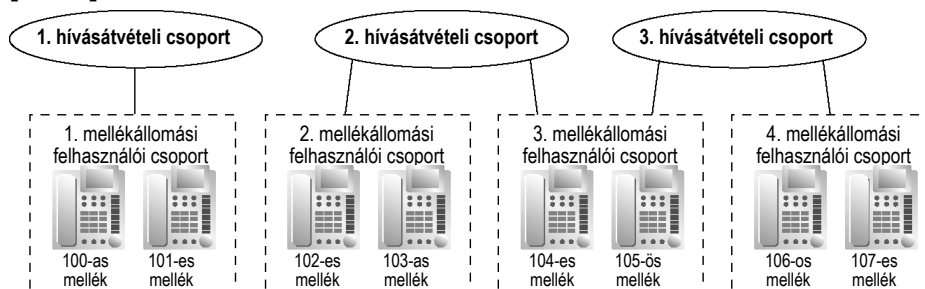 1. hívásátvételi csoport
2. hívásátvételi csoport
3. hívásátvételi csoport
1. mellékállomási
felhasználói csoport
2. mellékállomási
felhasználói csoport
3. mellékállomási
felhasználói csoport
4. mellékállomási
felhasználói csoport
100-as
mellék
101-es
mellék
102-es
mellék
103-as
mellék
104-es
mellék
105-ös
mellék
106-os
mellék
107-es
mellék